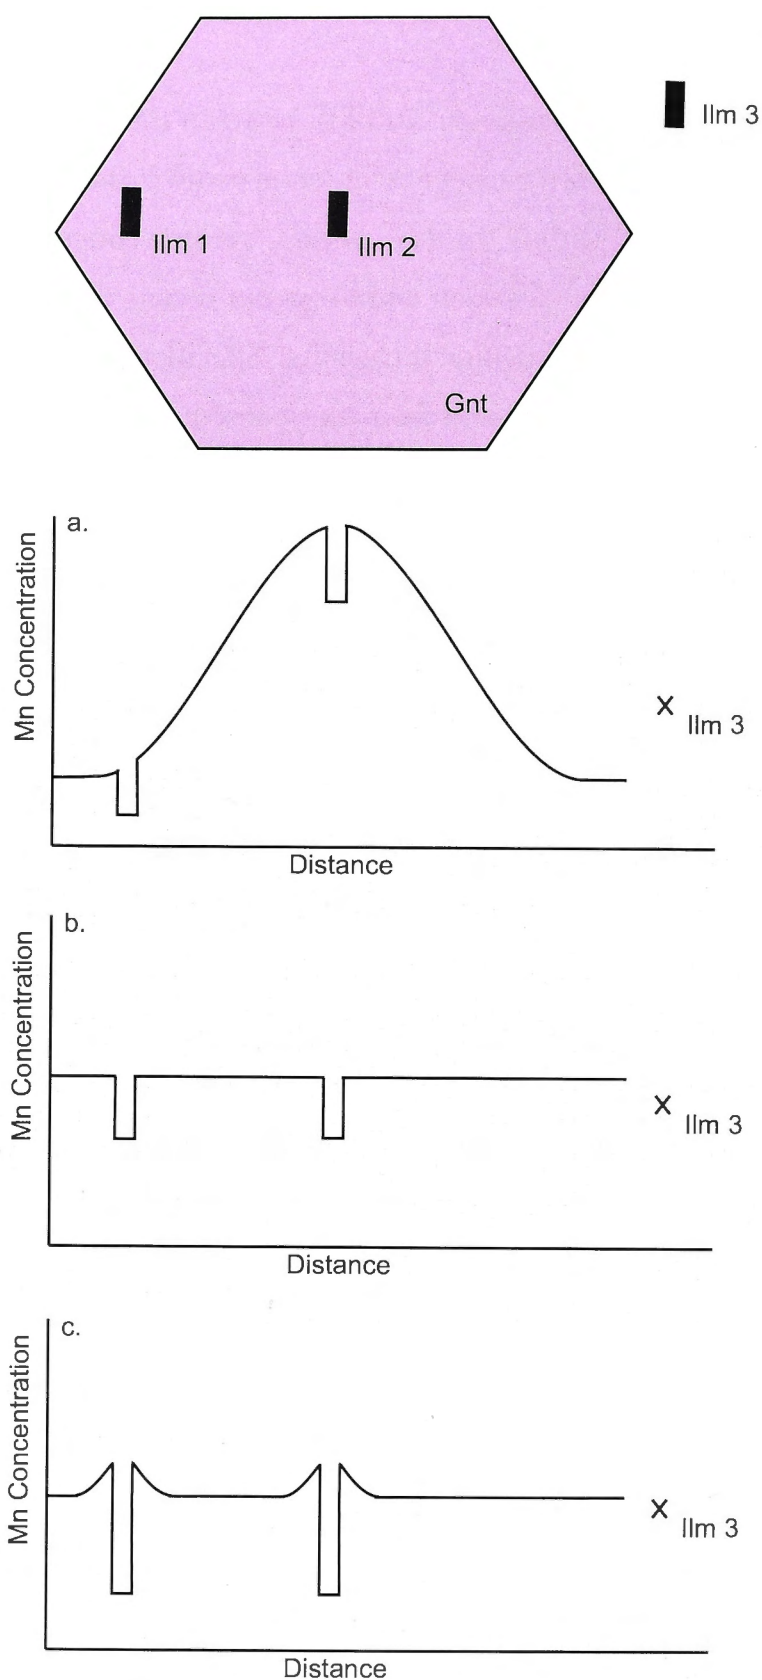 Ilm 3
Ilm 1
Ilm 2
Gnt
a.
Mn Concentration
Ilm 3
Distance
b.
Mn Concentration
Ilm 3
Distance
c.
Mn Concentration
Ilm 3
Distance